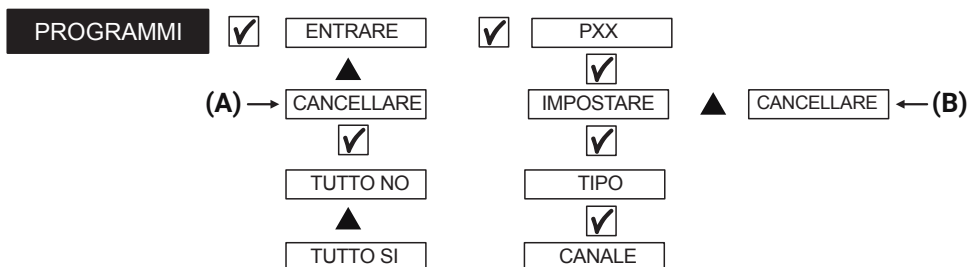 PROGRAMMI ENTRARE PXX
(A) CANCELLARE IMPOSTARE CANCELLARE (B)
TUTTO NO TIPO
TUTTO SI CANALE